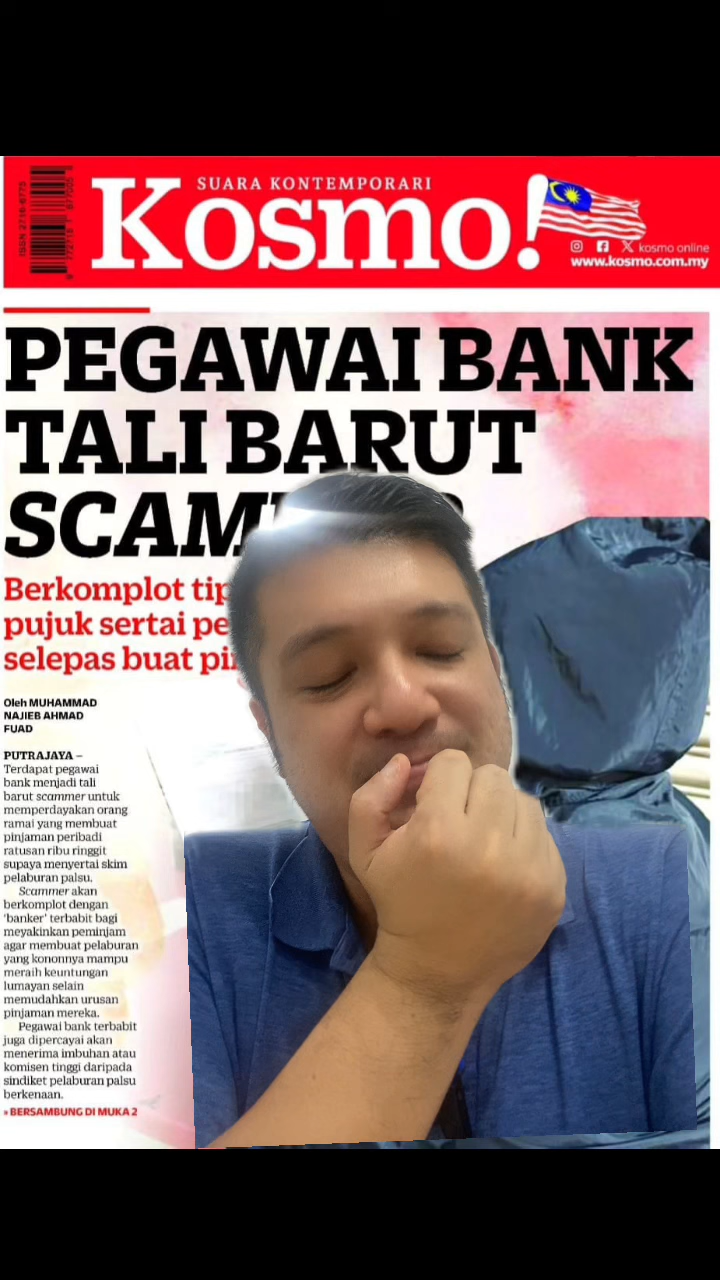 ISSN 2716-6775
SUARA KONTEMPORARI
Kosmo!
kosmo online
www.kosmo.com.my
PEGAWAI BANK
TALI BARUT
Berkomplot
pujuk sertai
selepas buat
Oleh MUHAMMAD
NAJIEB AHMAD
FUAD
PUTRAJAYA –
Terdapat pegawai
bank menjadi tali
barut scammer untuk
memperdayakan orang
ramai yang membuat
pinjaman peribadi
ratusan ribu ringgit
supaya menyertai skim
pelaburan palsu.
Scammer akan
berkomplot dengan
‘banker’ terbabit bagi
meyakinkan peminjam
agar membuat pelaburan
yang kononnya mampu
meraih keuntungan
lumayan selain
memudahkan urusan
pinjaman mereka.
Pegawai bank terbabit
juga dipercayai akan
menerima imbuhan atau
komisen tinggi daripada
sindiket pelaburan palsu
berkenaan.
» BERSAMBUNG DI MUKA 2